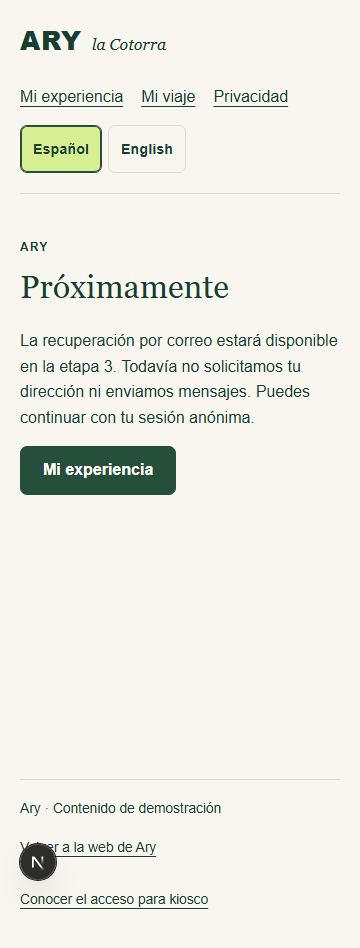 ARY la Cotorra
Mi experiencia Mi viaje Privacidad
Español English
ARY
Próximamente
La recuperación por correo estará disponible
en la etapa 3. Todavía no solicitamos tu
dirección ni enviamos mensajes. Puedes
continuar con tu sesión anónima.
Mi experiencia
Ary · Contenido de demostración
a la web de Ary
N
Conocer el acceso para kiosco